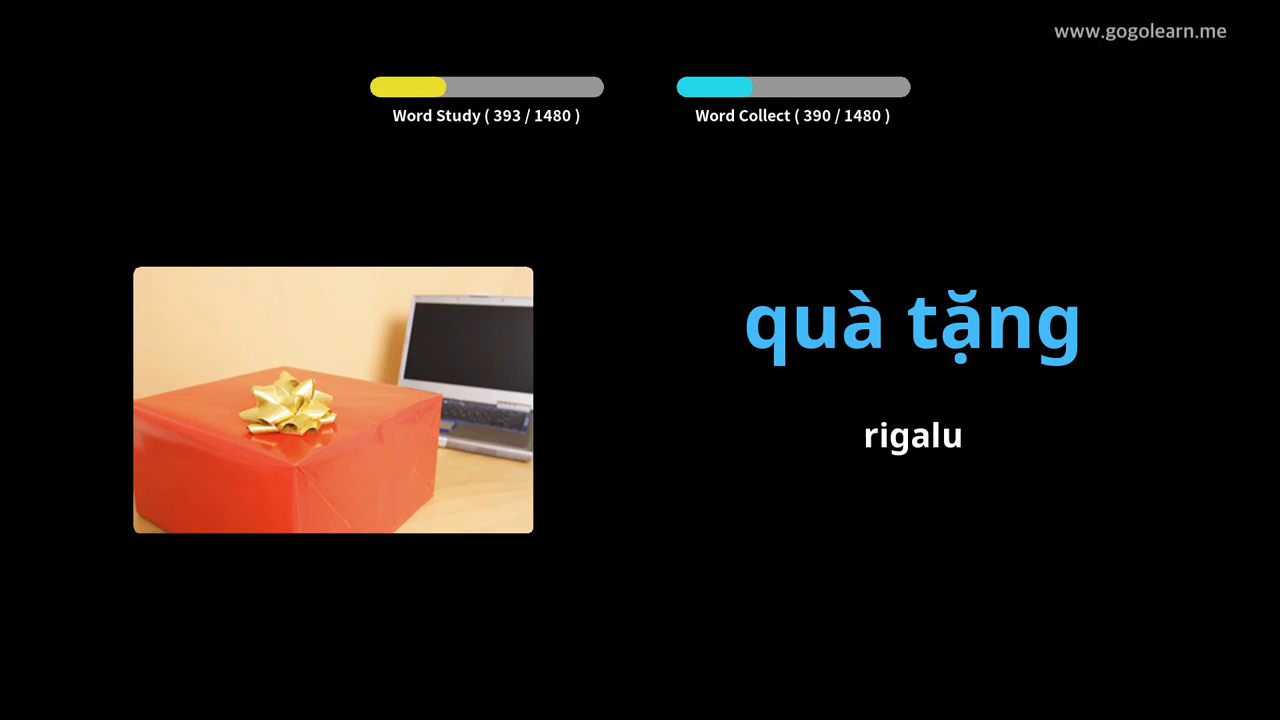 www.gogolearn.me
Word Study ( 393 / 1480 )
Word Collect ( 390 / 1480 )
quà tặng
rigalu